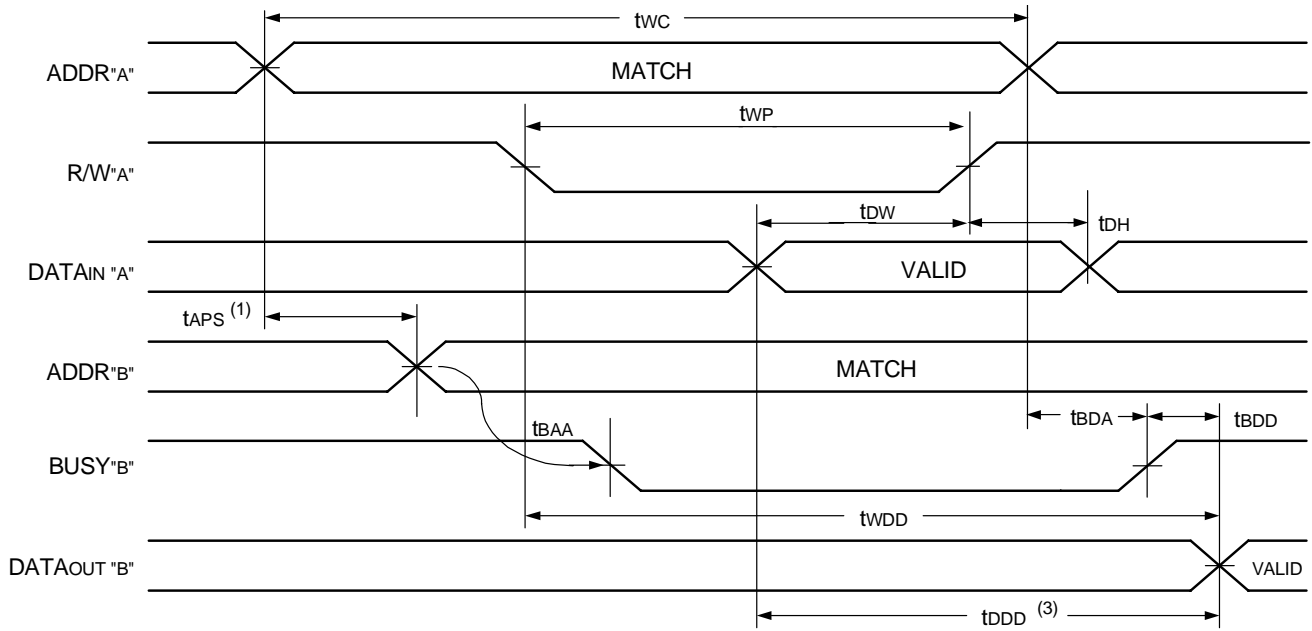 tWC
ADDR"A" MATCH
tWP
R/W"A"
tDW tDH
DATAIN "A" VALID
tAPS (1)
ADDR"B" MATCH
tBAA tBDA tBDD
BUSY"B"
tWDD
DATAOUT "B" VALID
tDDD (3)